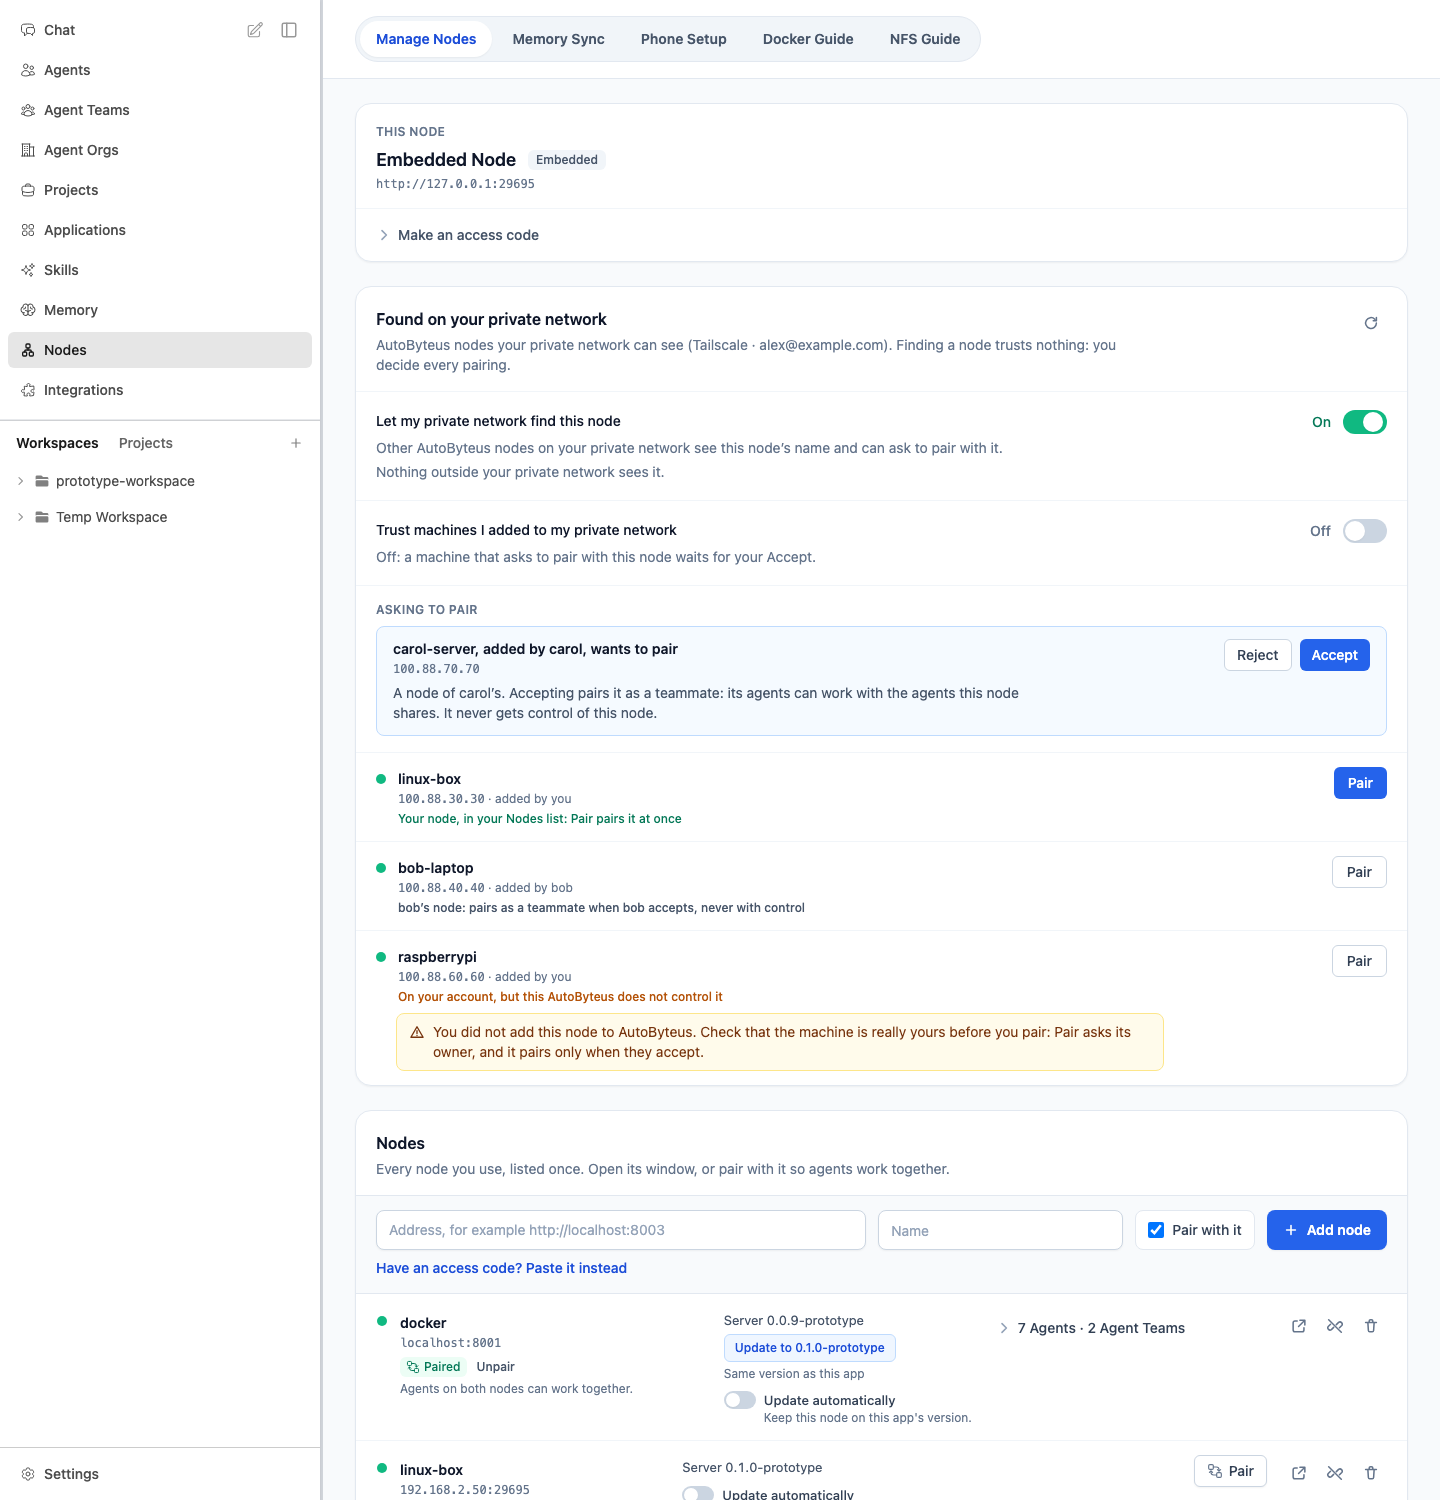 Chat
Agents
Agent Teams
Agent Orgs
Projects
Applications
Skills
Memory
Nodes
Integrations
Workspaces Projects
prototype-workspace
Temp Workspace
Settings
Manage Nodes Memory Sync Phone Setup Docker Guide NFS Guide
THIS NODE
Embedded Node Embedded
http://127.0.0.1:29695
Make an access code
Found on your private network
AutoByteus nodes your private network can see (Tailscale · alex@example.com). Finding a node trusts nothing: you
decide every pairing.
Let my private network find this node On
Other AutoByteus nodes on your private network see this node’s name and can ask to pair with it.
Nothing outside your private network sees it.
Trust machines I added to my private network Off
Off: a machine that asks to pair with this node waits for your Accept.
ASKING TO PAIR
carol-server, added by carol, wants to pair Reject Accept
100.88.70.70
A node of carol’s. Accepting pairs it as a teammate: its agents can work with the agents this node
shares. It never gets control of this node.
linux-box Pair
100.88.30.30 · added by you
Your node, in your Nodes list: Pair pairs it at once
bob-laptop Pair
100.88.40.40 · added by bob
bob’s node: pairs as a teammate when bob accepts, never with control
raspberrypi Pair
100.88.60.60 · added by you
On your account, but this AutoByteus does not control it
You did not add this node to AutoByteus. Check that the machine is really yours before you pair: Pair asks its
owner, and it pairs only when they accept.
Nodes
Every node you use, listed once. Open its window, or pair with it so agents work together.
Address, for example http://localhost:8003 Name Pair with it Add node
Have an access code? Paste it instead
docker
localhost:8001
Paired Unpair
Agents on both nodes can work together.
Server 0.0.9-prototype
Update to 0.1.0-prototype
Same version as this app
Update automatically
Keep this node on this app's version.
7 Agents · 2 Agent Teams
linux-box
192.168.2.50:29695
Server 0.1.0-prototype
Update automatically
Pair